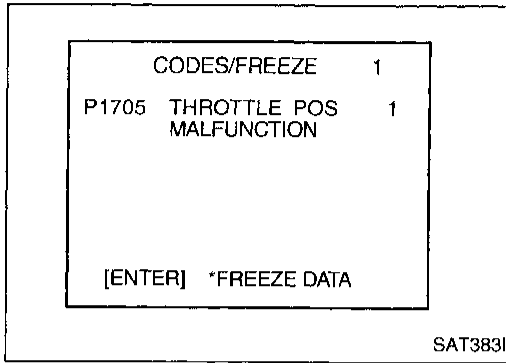 CODES/FREEZE 1
P1705 THROTTLE POS 1
MALFUNCTION
[ENTER] *FREEZE DATA
SAT383I